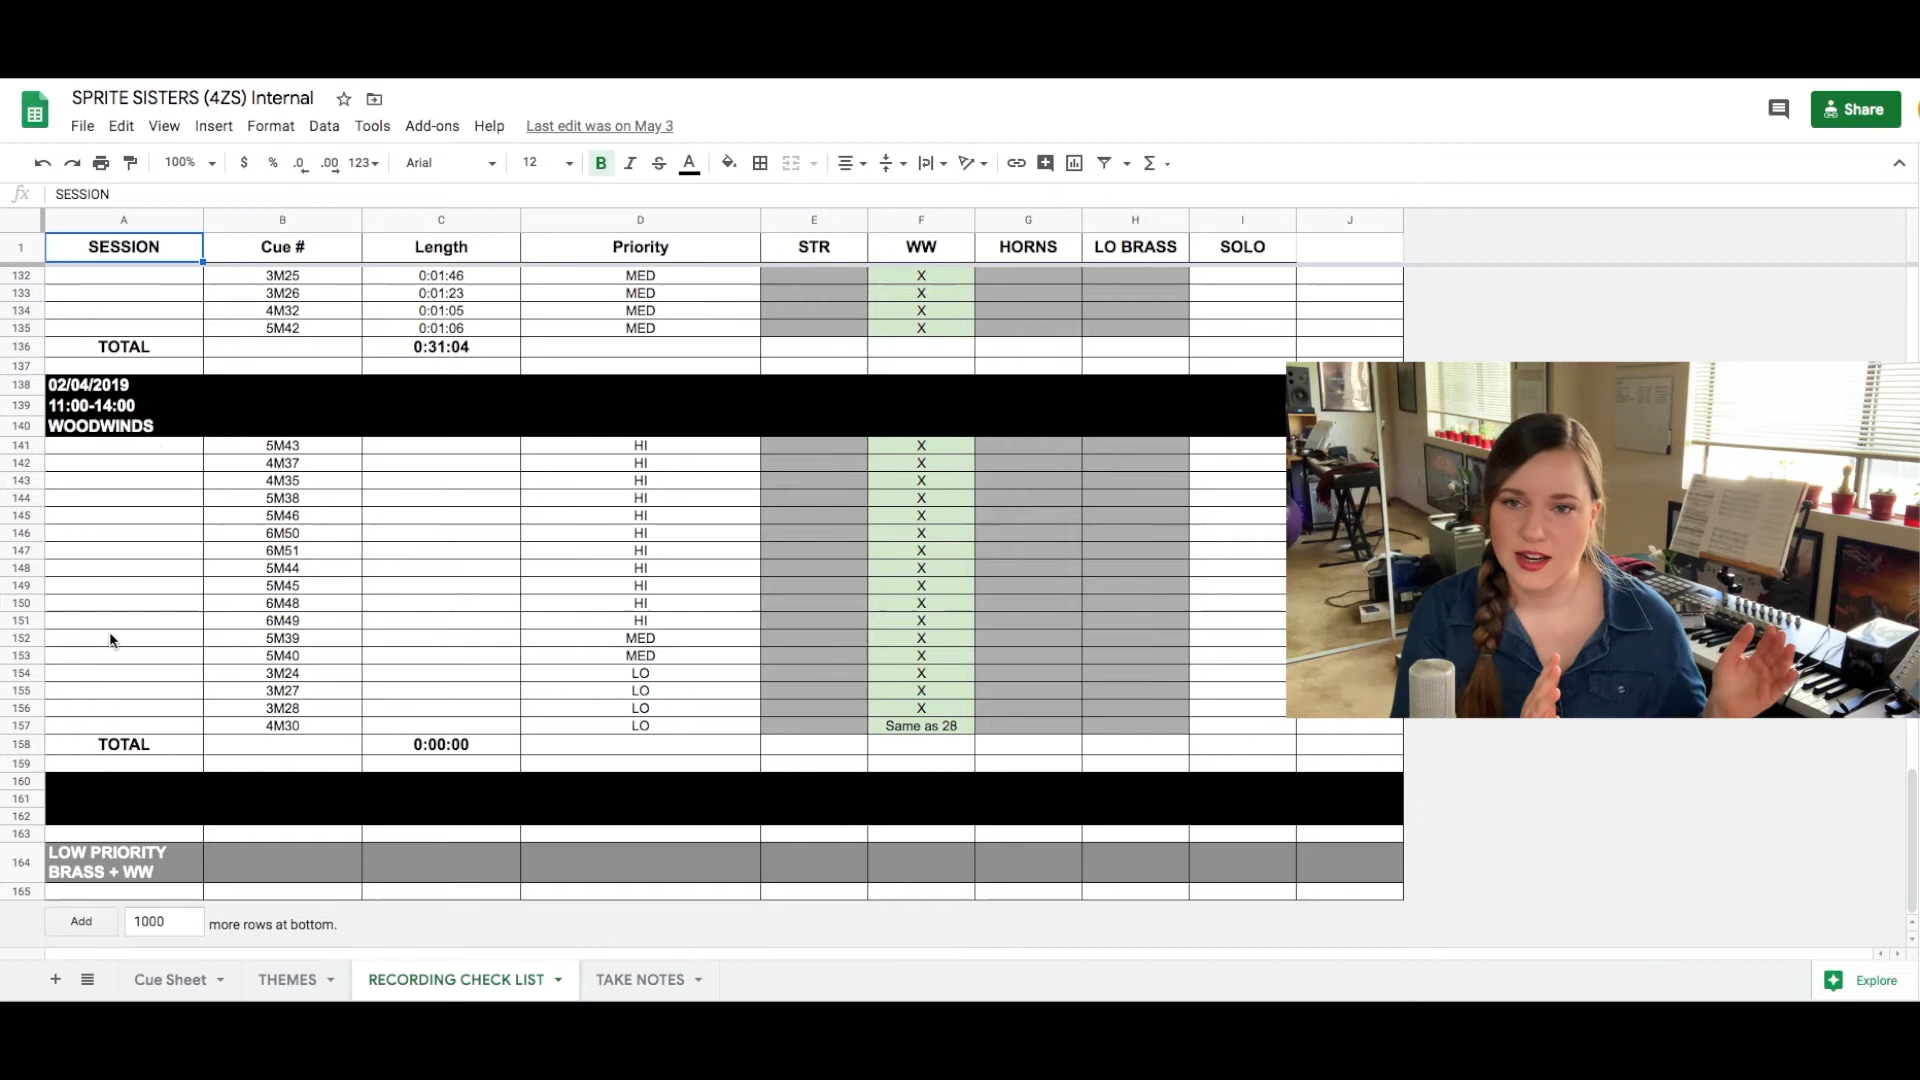 SPRITE SISTERS (4ZS) Internal
File Edit View Insert Format Data Tools Add-ons Help Last edit was on May 3
Share
100% $ % .0 .00 123 Arial 12 B I S A Σ
fx SESSION
A B C D E F G H I J
1 SESSION Cue # Length Priority STR WW HORNS LO BRASS SOLO
132 3M25 0:01:46 MED X
133 3M26 0:01:23 MED X
134 4M32 0:01:05 MED X
135 5M42 0:01:06 MED X
136 TOTAL 0:31:04
137
138 02/04/2019
139 11:00-14:00
140 WOODWINDS
141 5M43 HI X
142 4M37 HI X
143 4M35 HI X
144 5M38 HI X
145 5M46 HI X
146 6M50 HI X
147 6M51 HI X
148 5M44 HI X
149 5M45 HI X
150 6M48 HI X
151 6M49 HI X
152 5M39 MED X
153 5M40 MED X
154 3M24 LO X
155 3M27 LO X
156 3M28 LO X
157 4M30 LO Same as 28
158 TOTAL 0:00:00
159
160
161
162
163
164 LOW PRIORITY
BRASS + WW
165
Add 1000 more rows at bottom.
Cue Sheet THEMES RECORDING CHECK LIST TAKE NOTES Explore